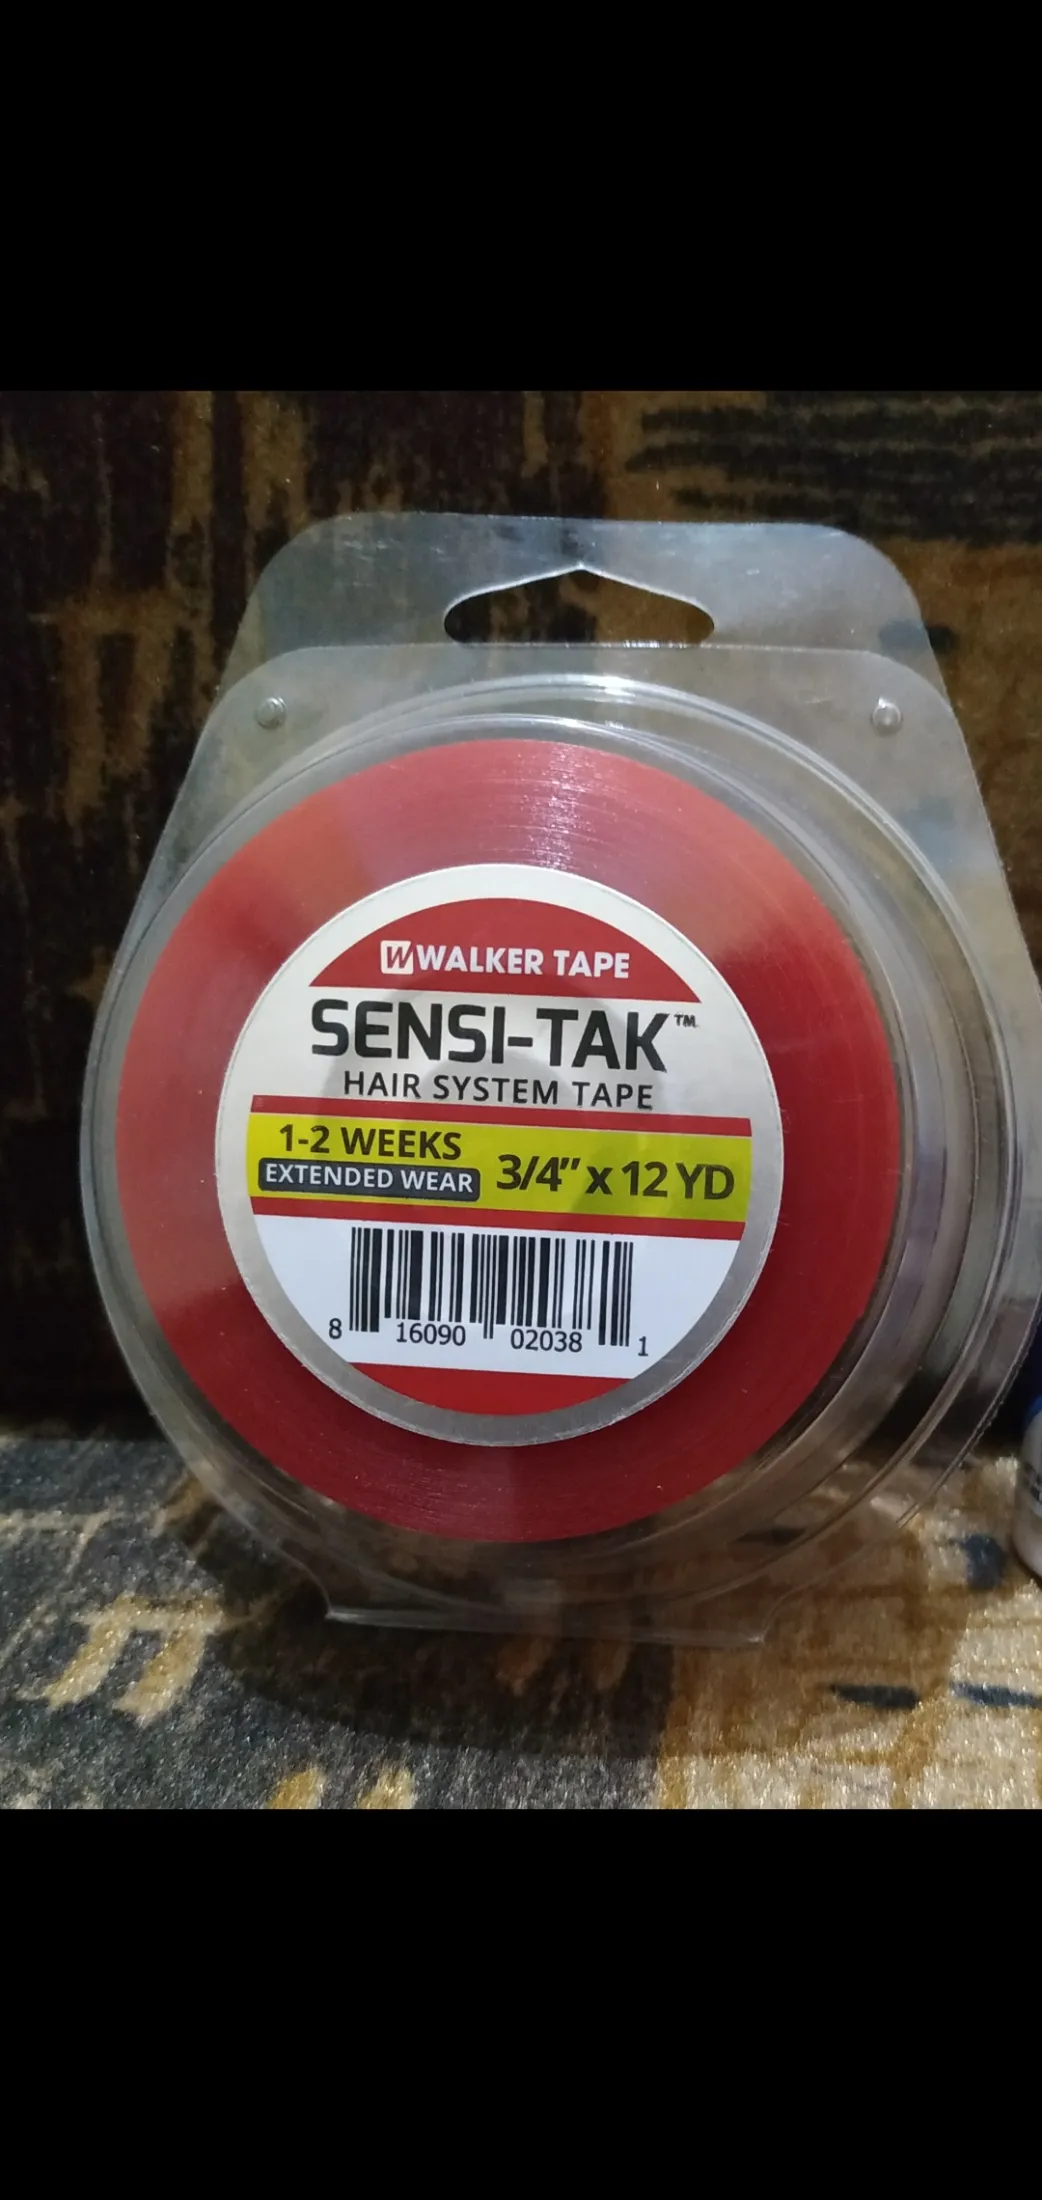 W WALKER TAPE
SENSI-TAK™
HAIR SYSTEM TAPE
1-2 WEEKS
EXTENDED WEAR
3/4” x 12 YD
8 16090 02038 1